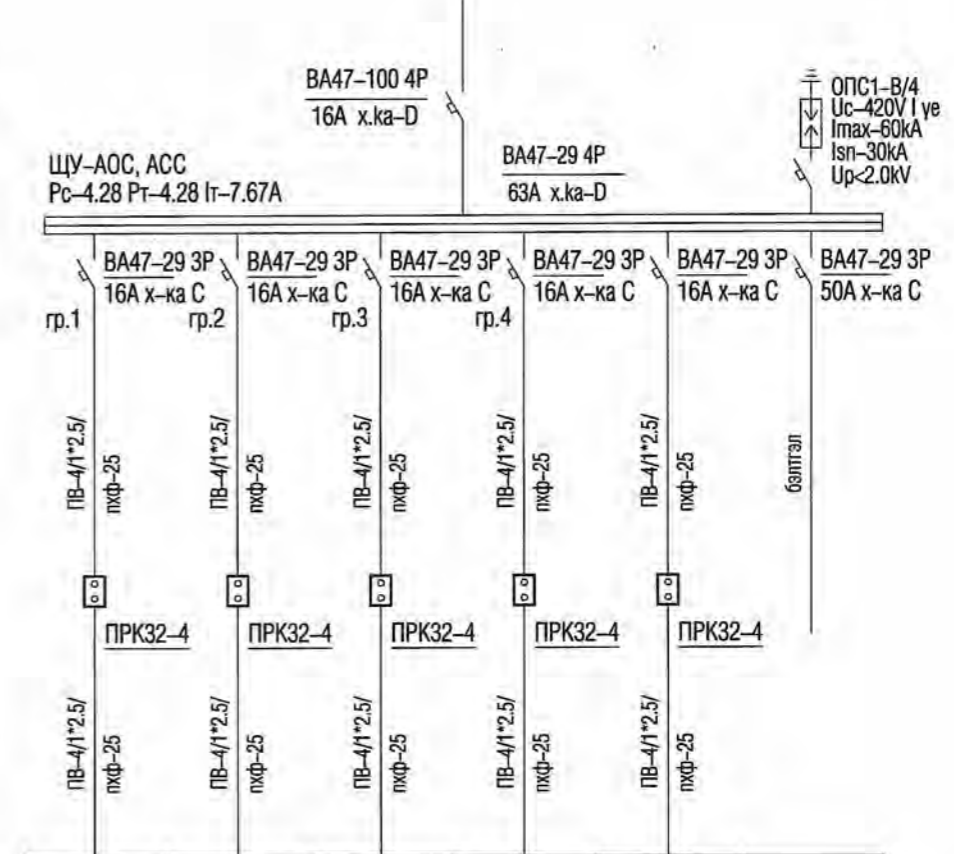 ВА47–100 4Р
16А х.ka–D
ОПС1–В/4
Uc–420V I ye
Imax–60kA
Isn–30kA
Up<2.0kV
ЩУ–АОС, АСС
Рс–4.28 Рт–4.28 Iт–7.67А
ВА47–29 4Р
63А х.ka–D
ВА47–29 3Р
16А х–ка С
гр.1
ВА47–29 3Р
16А х–ка С
гр.2
ВА47–29 3Р
16А х–ка С
гр.3
ВА47–29 3Р
16А х–ка С
гр.4
ВА47–29 3Р
16А х–ка С
ВА47–29 3Р
50А х–ка С
ПВ–4/1*2.5/
пхф–25
ПВ–4/1*2.5/
пхф–25
ПВ–4/1*2.5/
пхф–25
ПВ–4/1*2.5/
пхф–25
ПВ–4/1*2.5/
пхф–25
бэлтгэл
ПРК32–4
ПРК32–4
ПРК32–4
ПРК32–4
ПРК32–4
ПВ–4/1*2.5/
пхф–25
ПВ–4/1*2.5/
пхф–25
ПВ–4/1*2.5/
пхф–25
ПВ–4/1*2.5/
пхф–25
ПВ–4/1*2.5/
пхф–25